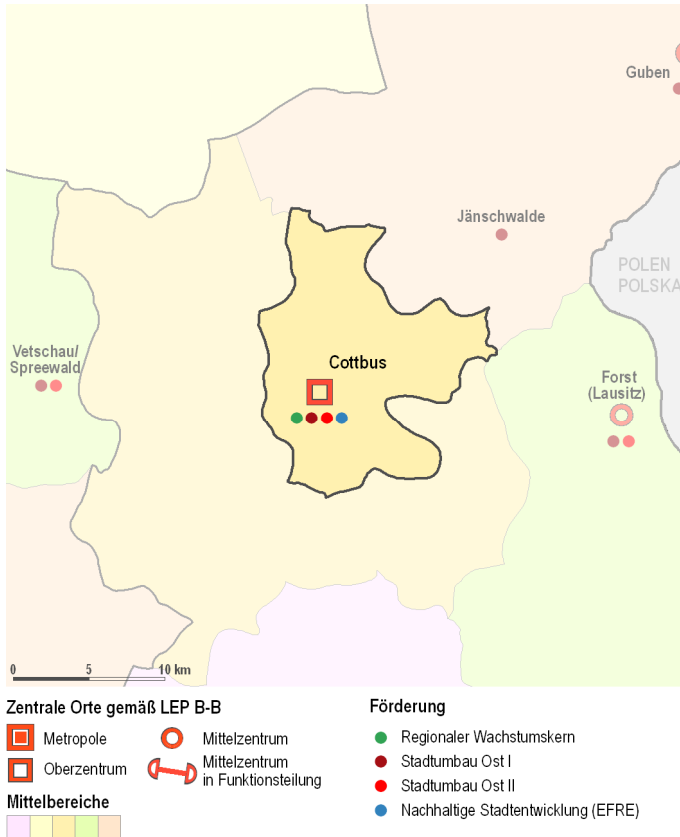 Guben
Jänschwalde
POLEN
POLSKA
Vetschau/
Spreewald
Cottbus
Forst
(Lausitz)
0 5 10 km
Zentrale Orte gemäß LEP B-B
Metropole
Oberzentrum
Mittelzentrum
Mittelzentrum
in Funktionsteilung
Mittelbereiche
Förderung
Regionaler Wachstumskern
Stadtumbau Ost I
Stadtumbau Ost II
Nachhaltige Stadtentwicklung (EFRE)